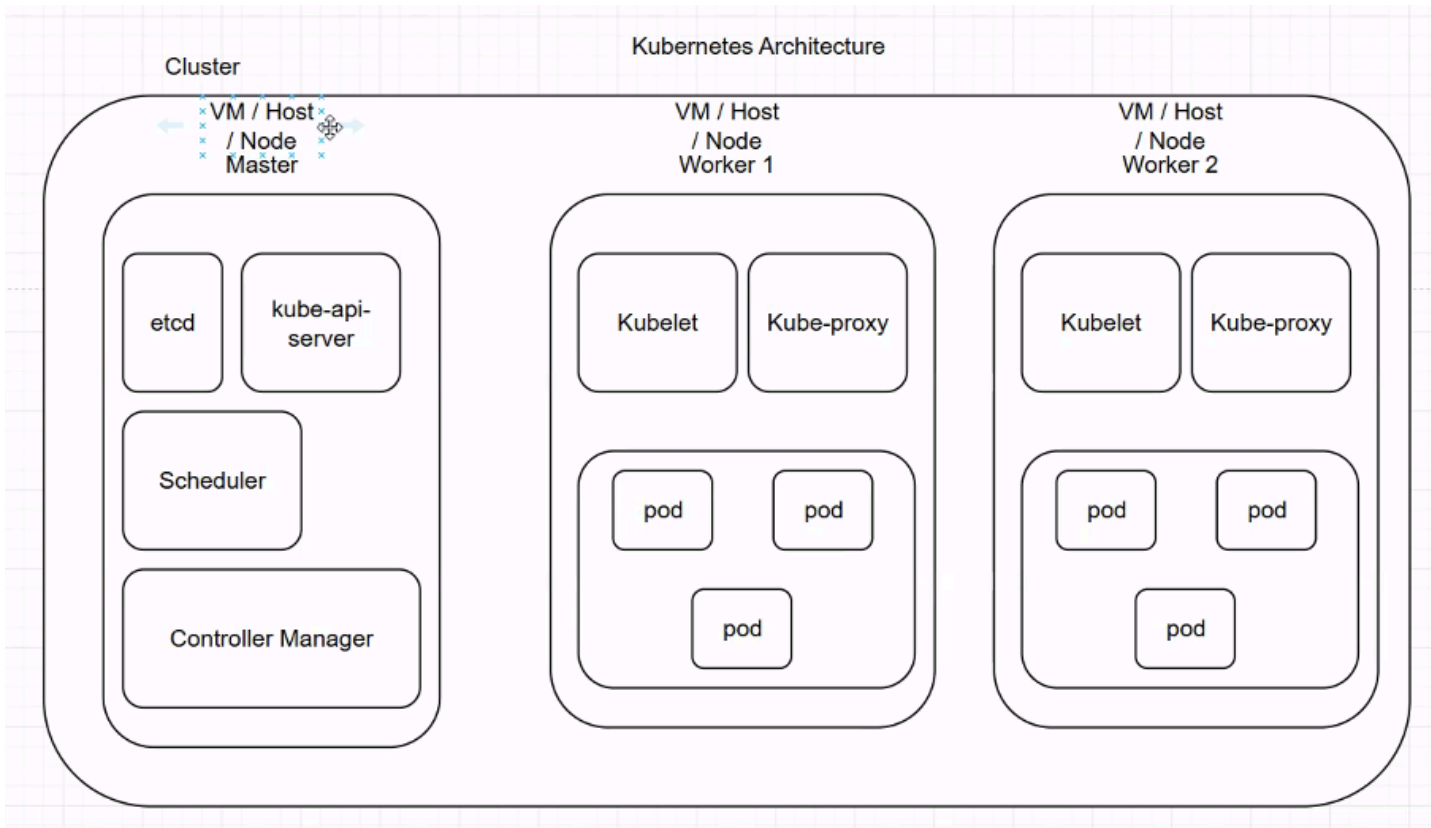 Kubernetes Architecture
Cluster
VM / Host
/ Node
Master
VM / Host
/ Node
Worker 1
VM / Host
/ Node
Worker 2
etcd
kube-api-
server
Scheduler
Controller Manager
Kubelet
Kube-proxy
pod
pod
pod
Kubelet
Kube-proxy
pod
pod
pod